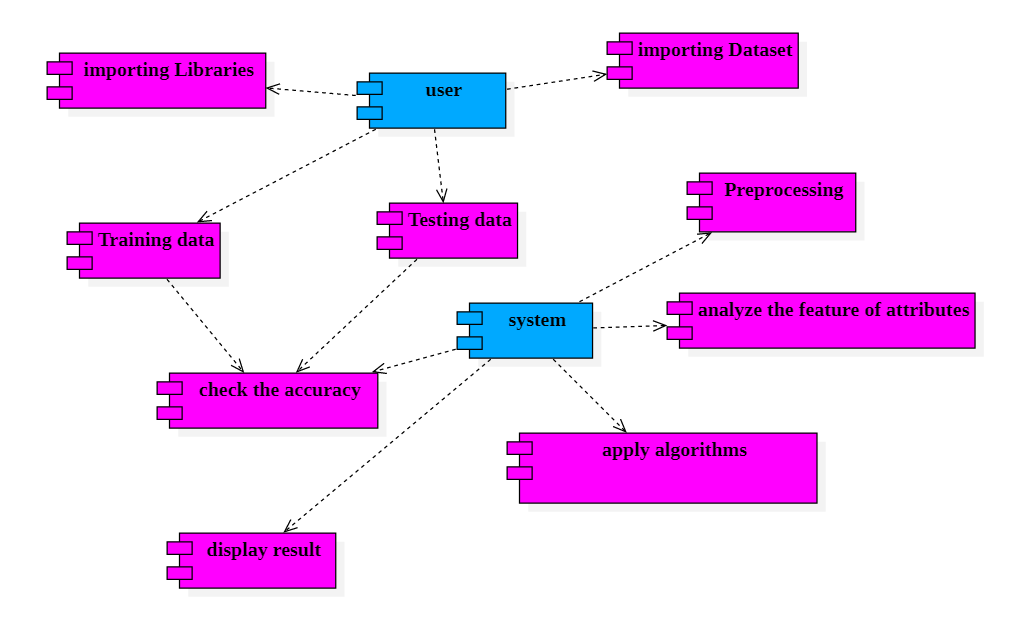 importing Libraries
user
importing Dataset
Training data
Testing data
Preprocessing
system
analyze the feature of attributes
check the accuracy
apply algorithms
display result